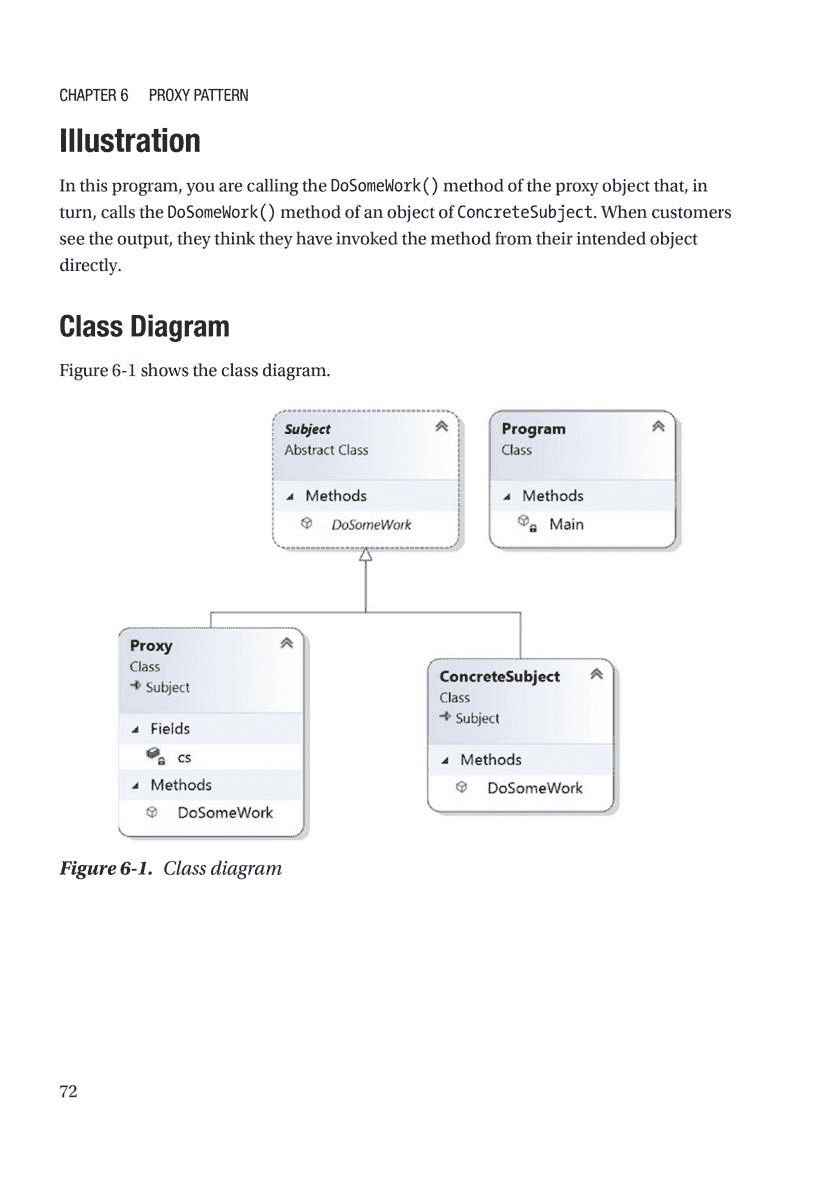 CHAPTER 6 PROXY PATTERN
Illustration
In this program, you are calling the DoSomeWork() method of the proxy object that, in
turn, calls the DoSomeWork() method of an object of ConcreteSubject. When customers
see the output, they think they have invoked the method from their intended object
directly.
Class Diagram
Figure 6-1 shows the class diagram.
Subject
Abstract Class
Methods
DoSomeWork
Program
Class
Methods
Main
Proxy
Class
Subject
Fields
cs
Methods
DoSomeWork
ConcreteSubject
Class
Subject
Methods
DoSomeWork
Figure 6-1. Class diagram
72